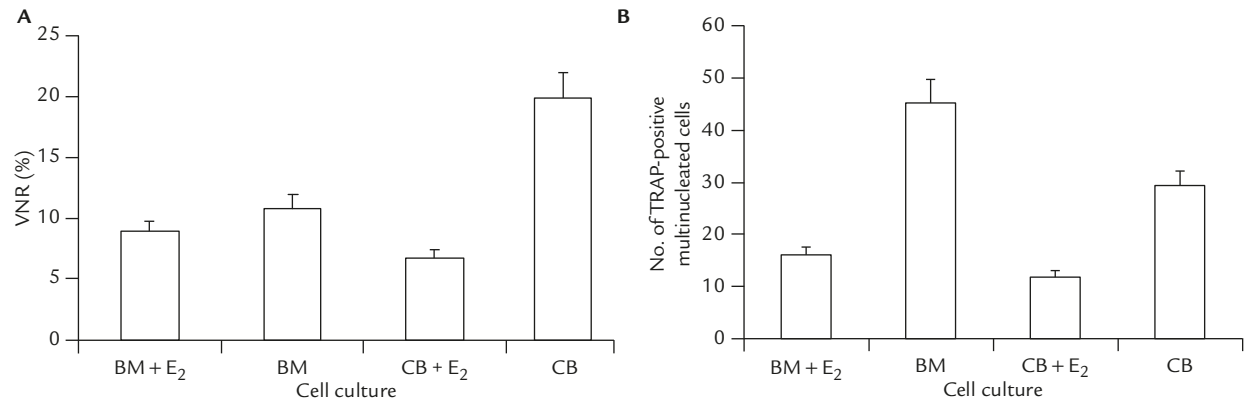 A
25
20
15
10
5
0
VNR (%)
BM + E₂
BM
CB + E₂
CB
Cell culture
B
60
50
40
30
20
10
0
No. of TRAP-positive
multinucleated cells
BM + E₂
BM
CB + E₂
CB
Cell culture